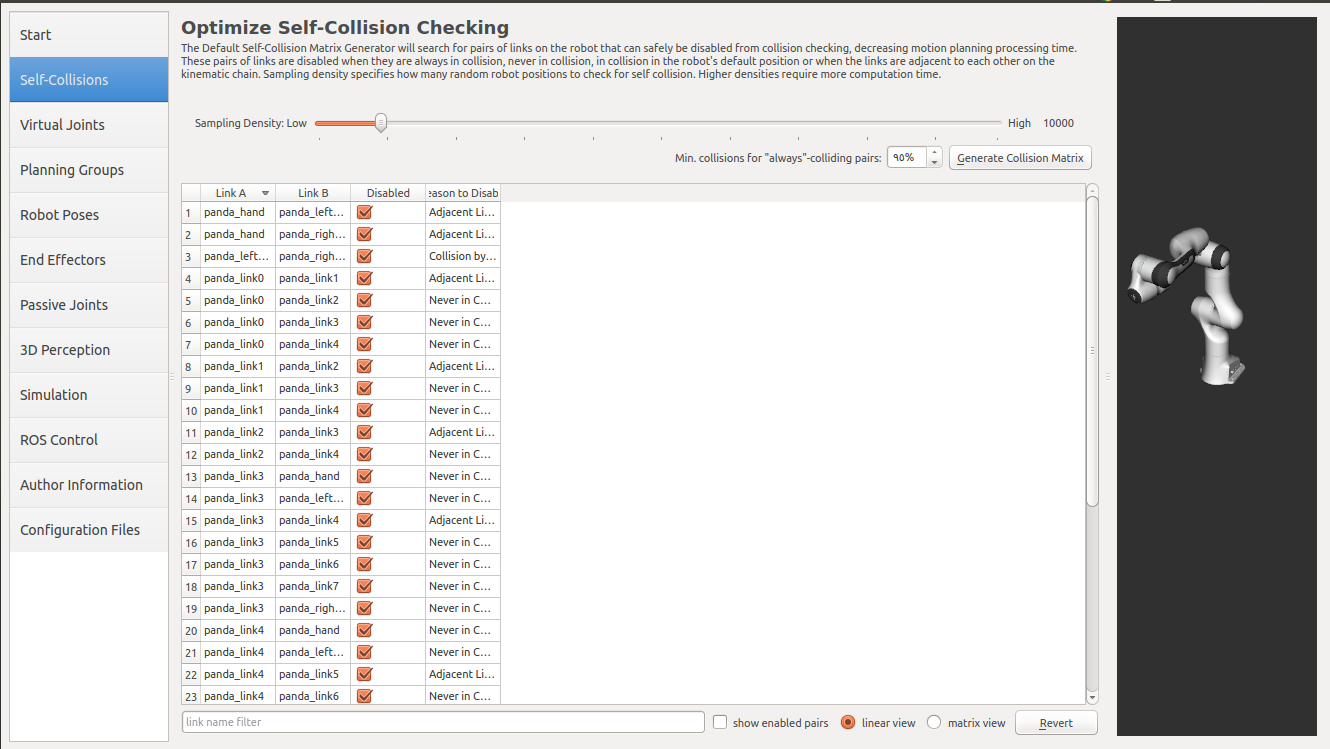 Start
Self-Collisions
Virtual Joints
Planning Groups
Robot Poses
End Effectors
Passive Joints
3D Perception
Simulation
ROS Control
Author Information
Configuration Files
Optimize Self-Collision Checking
The Default Self-Collision Matrix Generator will search for pairs of links on the robot that can safely be disabled from collision checking, decreasing motion planning processing time.
These pairs of links are disabled when they are always in collision, never in collision, in collision in the robot's default position or when the links are adjacent to each other on the
kinematic chain. Sampling density specifies how many random robot positions to check for self collision. Higher densities require more computation time.
Sampling Density: Low High 10000
Min. collisions for "always"-colliding pairs: ٩٥% Generate Collision Matrix
Link A Link B Disabled eason to Disab
1 panda_hand panda_left... Adjacent Li...
2 panda_hand panda_righ... Adjacent Li...
3 panda_left... panda_righ... Collision by...
4 panda_link0 panda_link1 Adjacent Li...
5 panda_link0 panda_link2 Never in C...
6 panda_link0 panda_link3 Never in C...
7 panda_link0 panda_link4 Never in C...
8 panda_link1 panda_link2 Adjacent Li...
9 panda_link1 panda_link3 Never in C...
10 panda_link1 panda_link4 Never in C...
11 panda_link2 panda_link3 Adjacent Li...
12 panda_link2 panda_link4 Never in C...
13 panda_link3 panda_hand Never in C...
14 panda_link3 panda_left... Never in C...
15 panda_link3 panda_link4 Adjacent Li...
16 panda_link3 panda_link5 Never in C...
17 panda_link3 panda_link6 Never in C...
18 panda_link3 panda_link7 Never in C...
19 panda_link3 panda_righ... Never in C...
20 panda_link4 panda_hand Never in C...
21 panda_link4 panda_left... Never in C...
22 panda_link4 panda_link5 Adjacent Li...
23 panda_link4 panda_link6 Never in C...
link name filter show enabled pairs linear view matrix view Revert